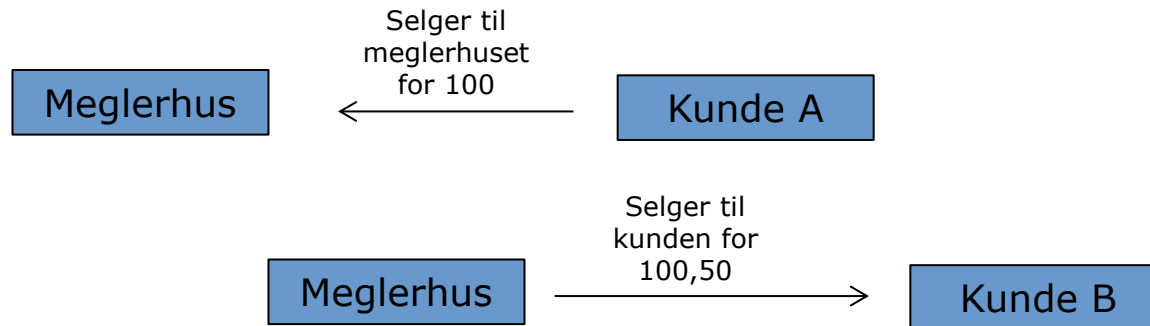 Selger til
meglerhuset
for 100
Meglerhus
Kunde A
Selger til
kunden for
100,50
Meglerhus
Kunde B